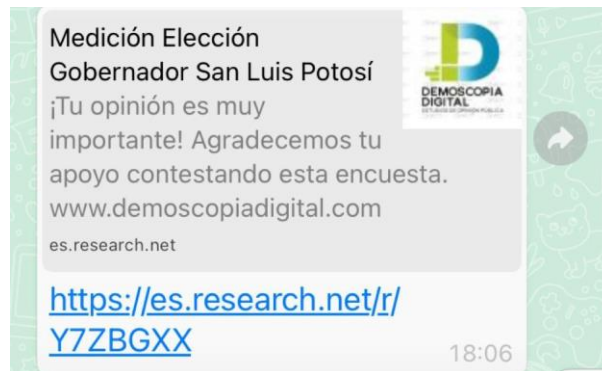 Medición Elección
Gobernador San Luis Potosí
¡Tu opinión es muy
importante! Agradecemos tu
apoyo contestando esta encuesta.
www.demoscopiadigital.com
es.research.net
DEMOSCOPIA
DIGITAL
https://es.research.net/r/
Y7ZBGXX
18:06